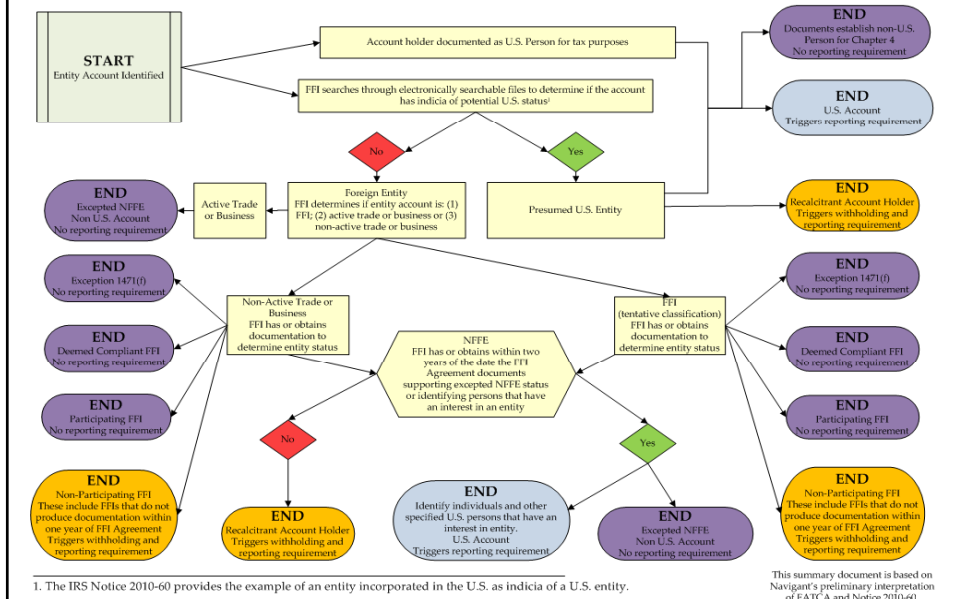 START
Entity Account Identified
Account holder documented as U.S. Person for tax purposes
FFI searches through electronically searchable files to determine if the account
has indicia of potential U.S. status¹
END
Documents establish non-U.S.
Person for Chapter 4
No reporting requirement
END
U.S. Account
Triggers reporting requirement
No
Yes
END
Excepted NFFE
Non U.S. Account
No reporting requirement
Active Trade
or Business
Foreign Entity
FFI determines if entity account is: (1)
FFI; (2) active trade or business or (3)
non-active trade or business
Presumed U.S. Entity
END
Recalcitrant Account Holder
Triggers withholding and
reporting requirement
END
Exception 1471(f)
No reporting requirement
END
Deemed Compliant FFI
No reporting requirement
END
Participating FFI
No reporting requirement
END
Non-Participating FFI
These include FFIs that do not
produce documentation within
one year of FFI Agreement
Triggers withholding and
reporting requirement
Non-Active Trade or
Business
FFI has or obtains
documentation to
determine entity status
NFFE
FFI has or obtains within two
years of the date the FFI
Agreement documents
supporting excepted NFFE status
or identifying persons that have
an interest in an entity
FFI
(tentative classification)
FFI has or obtains
documentation to
determine entity status
END
Exception 1471(f)
No reporting requirement
END
Deemed Compliant FFI
No reporting requirement
END
Participating FFI
No reporting requirement
END
Non-Participating FFI
These include FFIs that do not
produce documentation within
one year of FFI Agreement
Triggers withholding and
reporting requirement
No
Yes
END
Recalcitrant Account Holder
Triggers withholding and
reporting requirement
END
Identify individuals and other
specified U.S. persons that have an
interest in entity.
U.S. Account
Triggers reporting requirement
END
Excepted NFFE
Non U.S. Account
No reporting requirement
1. The IRS Notice 2010-60 provides the example of an entity incorporated in the U.S. as indicia of a U.S. entity.
This summary document is based on
Navigant's preliminary interpretation
of FATCA and Notice 2010-60